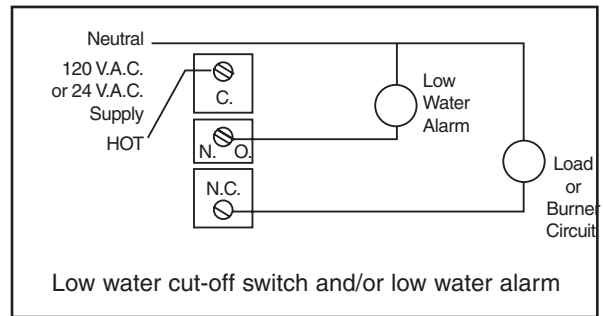 Neutral
120 V.A.C.
or 24 V.A.C.
Supply
HOT
C.
N. O.
N.C.
Low
Water
Alarm
Load
or
Burner
Circuit
Low water cut-off switch and/or low water alarm